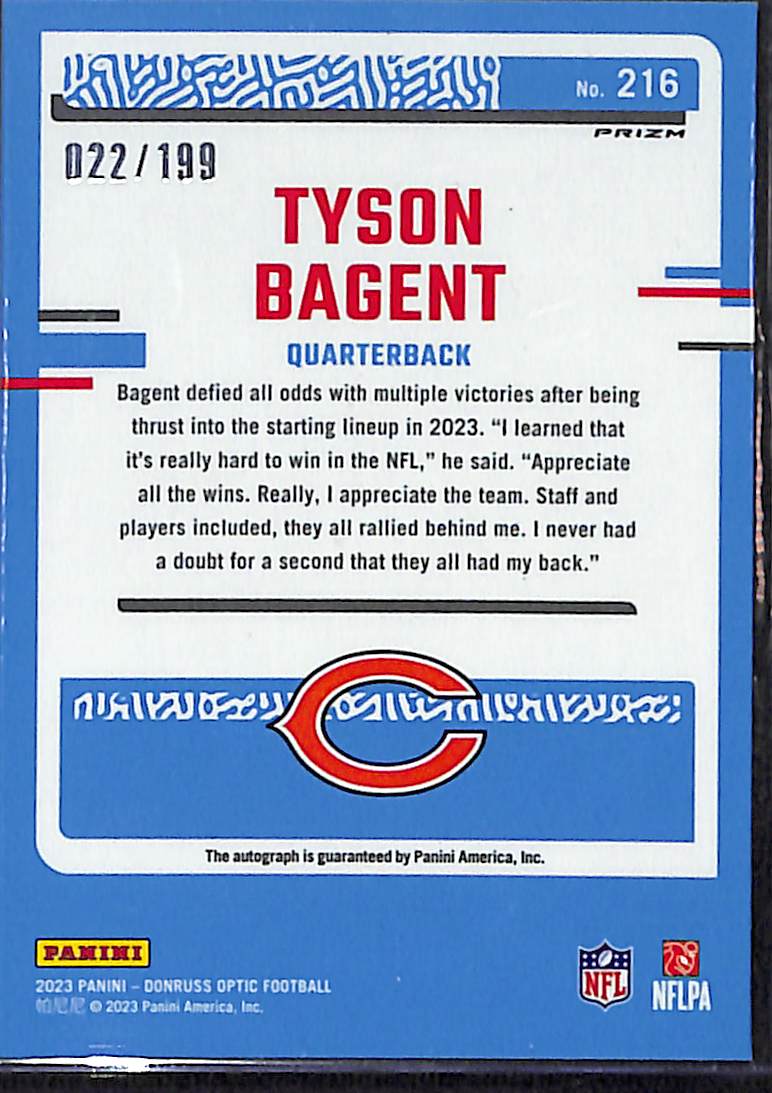 No. 216
PRIZM
022/199
TYSON
BAGENT
QUARTERBACK
Bagent defied all odds with multiple victories after being
thrust into the starting lineup in 2023. “I learned that
it's really hard to win in the NFL,” he said. “Appreciate
all the wins. Really, I appreciate the team. Staff and
players included, they all rallied behind me. I never had
a doubt for a second that they all had my back.”
C
The autograph is guaranteed by Panini America, Inc.
PANINI
2023 PANINI – DONRUSS OPTIC FOOTBALL
帕尼尼 © 2023 Panini America, Inc.
NFL
NFLPA